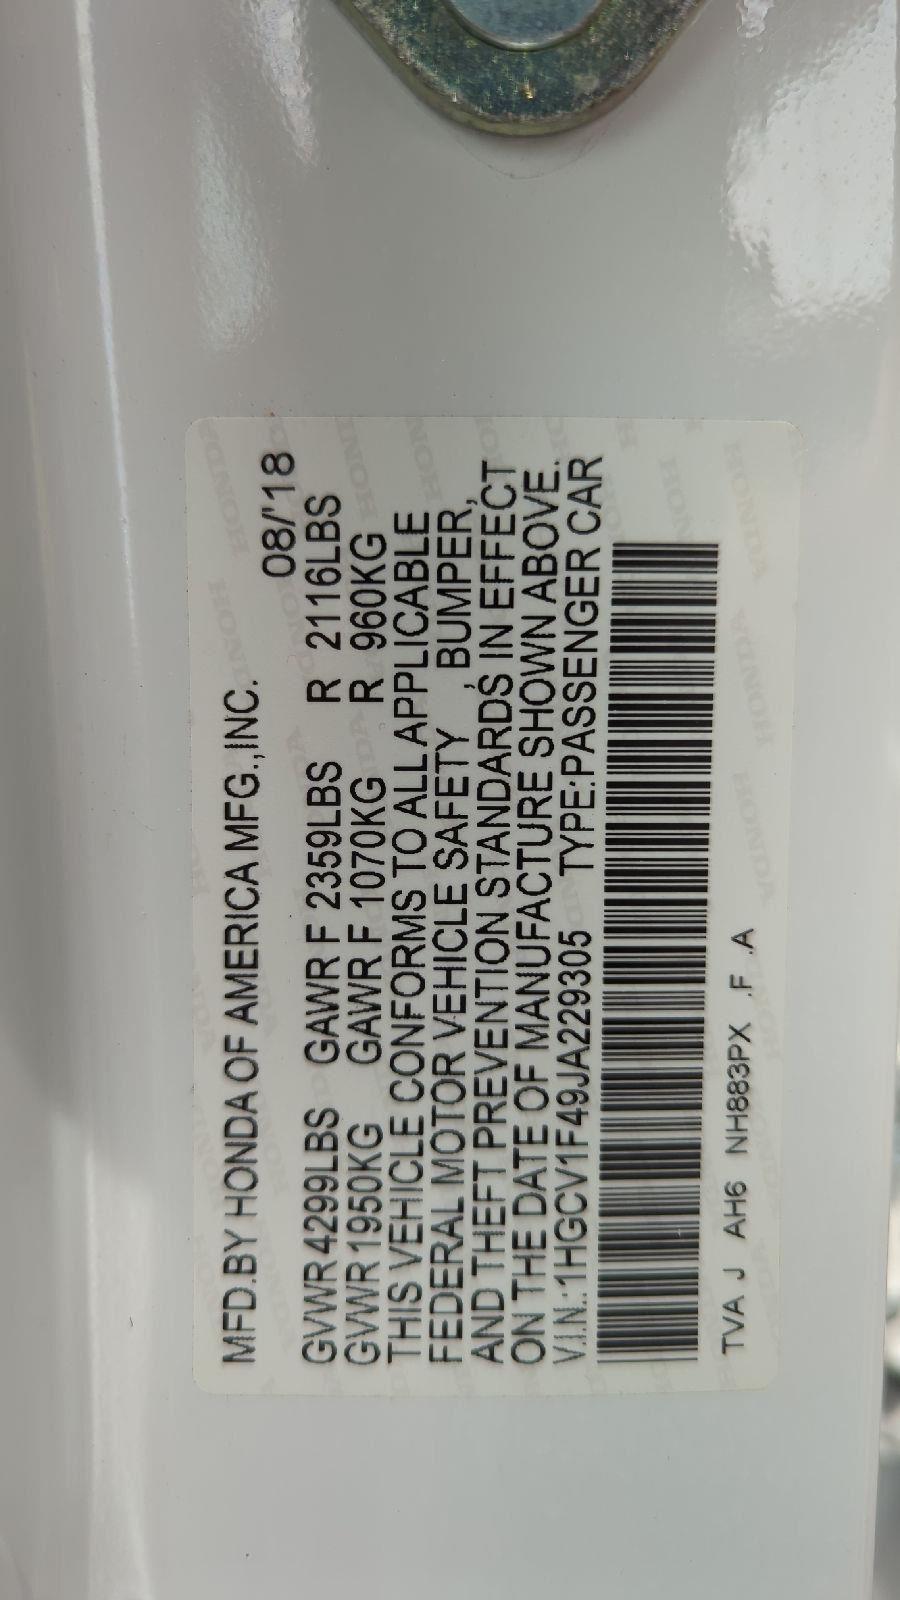 MFD.BY HONDA OF AMERICA MFG.,INC.
08/'18
GVWR 4299LBS GAWR F 2359LBS R 2116LBS
GVWR 1950KG GAWR F 1070KG R 960KG
THIS VEHICLE CONFORMS TO ALL APPLICABLE
FEDERAL MOTOR VEHICLE SAFETY , BUMPER,
AND THEFT PREVENTION STANDARDS IN EFFECT
ON THE DATE OF MANUFACTURE SHOWN ABOVE.
V.I.N.:1HGCV1F49JA229305 TYPE:PASSENGER CAR
TVA J AH6 NH883PX .F .A